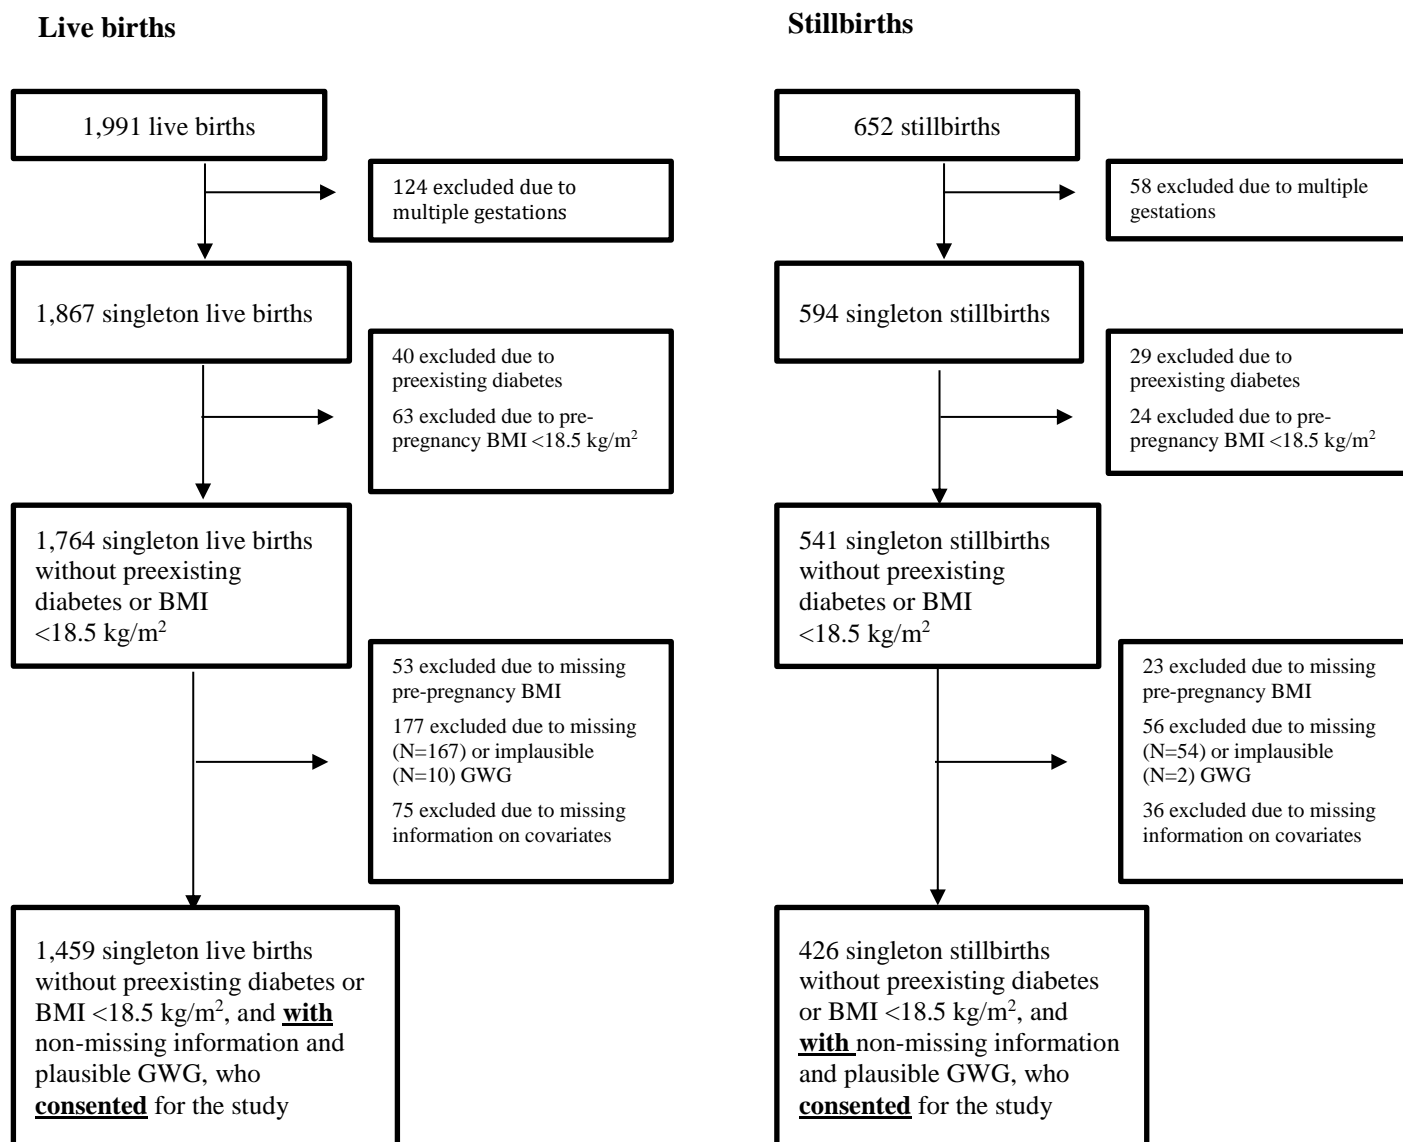 Live births
1,991 live births
124 excluded due to
multiple gestations
1,867 singleton live births
40 excluded due to
preexisting diabetes
63 excluded due to pre-
pregnancy BMI <18.5 kg/m²
1,764 singleton live births
without preexisting
diabetes or BMI
<18.5 kg/m²
53 excluded due to missing
pre-pregnancy BMI
177 excluded due to missing
(N=167) or implausible
(N=10) GWG
75 excluded due to missing
information on covariates
1,459 singleton live births
without preexisting diabetes or
BMI <18.5 kg/m², and with
non-missing information and
plausible GWG, who
consented for the study
Stillbirths
652 stillbirths
58 excluded due to multiple
gestations
594 singleton stillbirths
29 excluded due to
preexisting diabetes
24 excluded due to pre-
pregnancy BMI <18.5 kg/m²
541 singleton stillbirths
without preexisting
diabetes or BMI
<18.5 kg/m²
23 excluded due to missing
pre-pregnancy BMI
56 excluded due to missing
(N=54) or implausible
(N=2) GWG
36 excluded due to missing
information on covariates
426 singleton stillbirths
without preexisting diabetes
or BMI <18.5 kg/m², and
with non-missing information
and plausible GWG, who
consented for the study